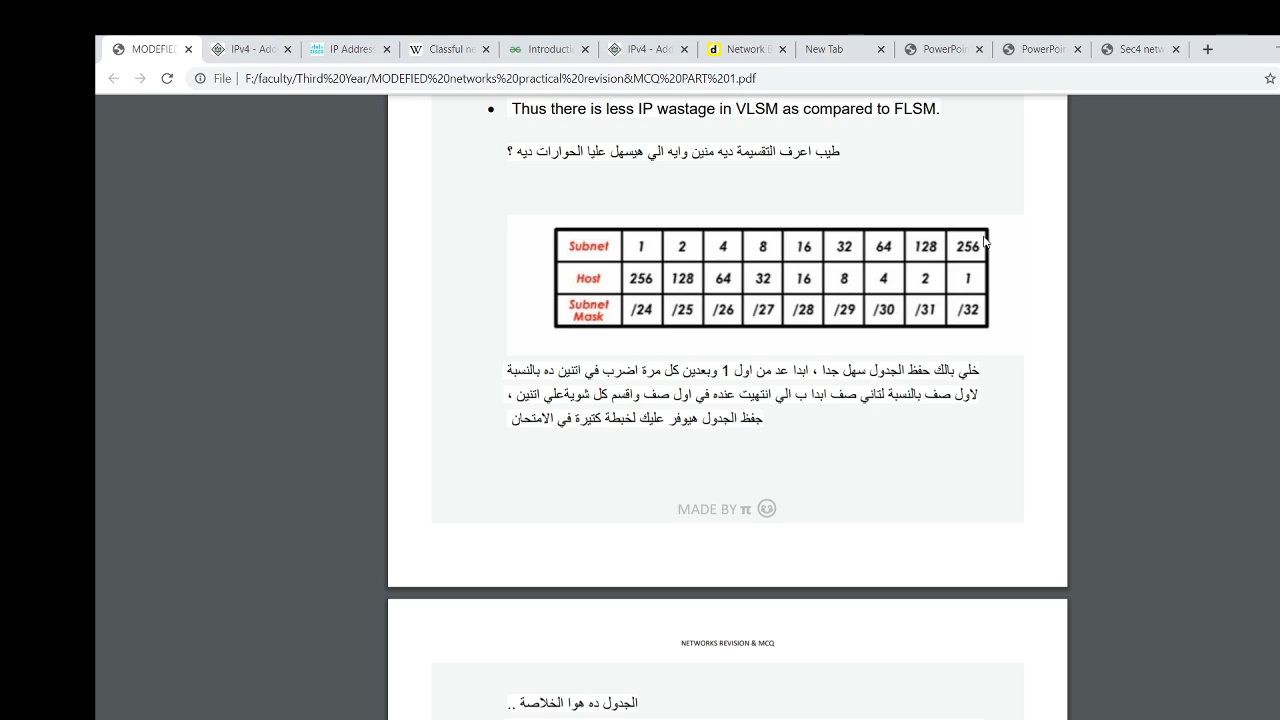 MODEFIED
IPv4 - Add
IP Address
Classful ne
Introducti
IPv4 - Add
Network B
New Tab
PowerPoin
PowerPoin
Sec4 netw
File | F:/faculty/Third%20Year/MODEFIED%20networks%20practical%20revision&MCQ%20PART%201.pdf
• Thus there is less IP wastage in VLSM as compared to FLSM.
طيب اعرف التقسيمة ديه منين وايه الي هيسهل عليا الحوارات ديه ؟
Subnet 1 2 4 8 16 32 64 128 256
Host 256 128 64 32 16 8 4 2 1
Subnet Mask /24 /25 /26 /27 /28 /29 /30 /31 /32
خلي بالك حفظ الجدول سهل جدا ، ابدا عد من اول 1 وبعدين كل مرة اضرب في اتنين ده بالنسبة
لاول صف بالنسبة لتاني صف ابدا ب الي انتهيت عنده في اول صف واقسم كل شويةعلي اتنين ،
حفظ الجدول هيوفر عليك لخبطة كتيرة في الامتحان
MADE BY π
NETWORKS REVISION & MCQ
الجدول ده هوا الخلاصة ..